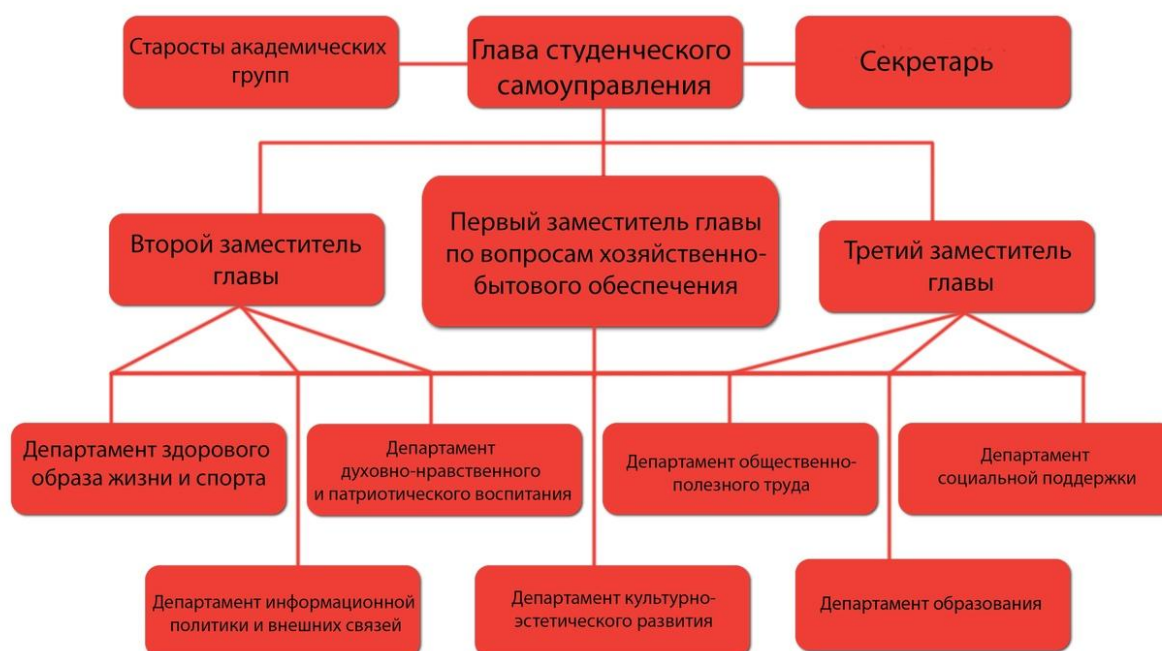 Старосты академических
групп
Глава студенческого
самоуправления
Секретарь
Второй заместитель
главы
Первый заместитель главы
по вопросам хозяйственно-
бытового обеспечения
Третий заместитель
главы
Департамент здорового
образа жизни и спорта
Департамент
духовно-нравственного
и патриотического воспитания
Департамент общественно-
полезного труда
Департамент
социальной поддержки
Департамент информационной
политики и внешних связей
Департамент культурно-
эстетического развития
Департамент образования